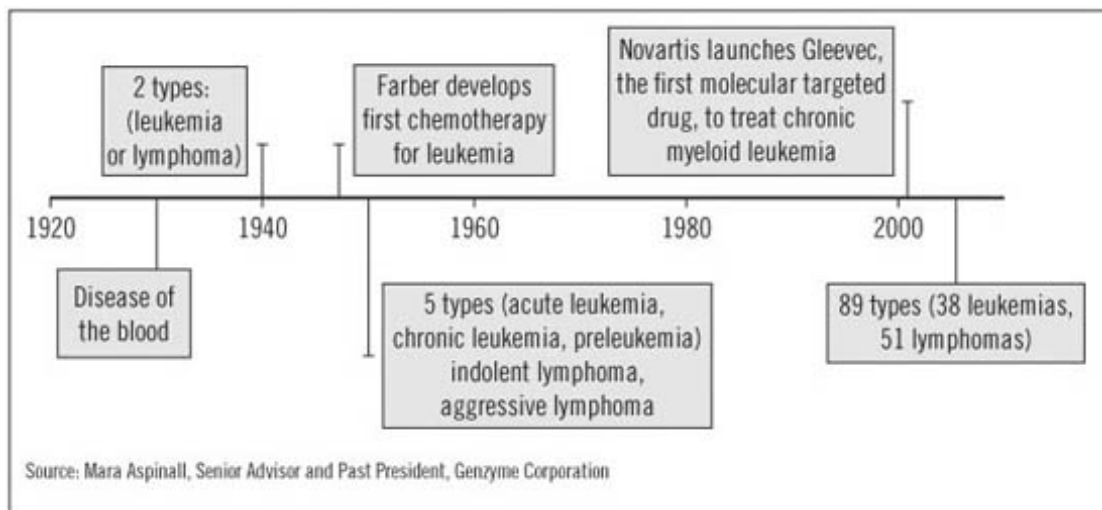 2 types:
(leukemia
or lymphoma)
Farber develops
first chemotherapy
for leukemia
Novartis launches Gleevec,
the first molecular targeted
drug, to treat chronic
myeloid leukemia
1920
1940
1960
1980
2000
Disease of
the blood
5 types (acute leukemia,
chronic leukemia, preleukemia)
indolent lymphoma,
aggressive lymphoma
89 types (38 leukemias,
51 lymphomas)
Source: Mara Aspinall, Senior Advisor and Past President, Genzyme Corporation